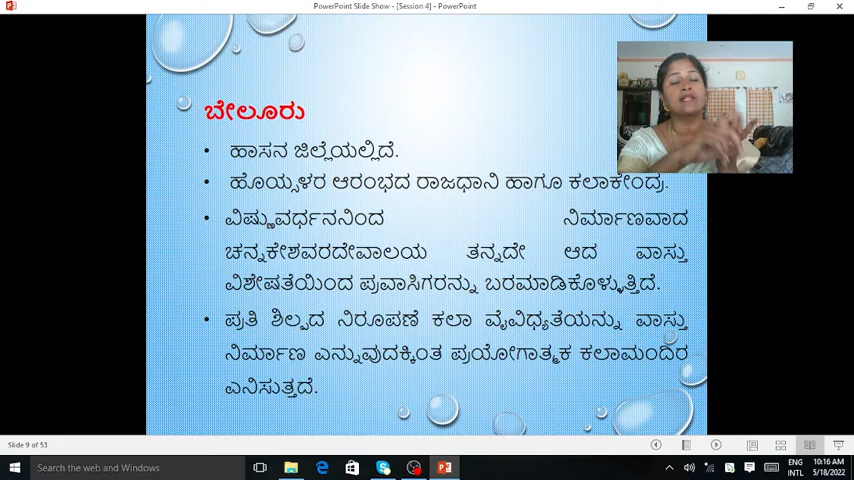 PowerPoint Slide Show - [Session 4] - PowerPoint
ಬೇಲೂರು
• ಹಾಸನ ಜಿಲ್ಲೆಯಲ್ಲಿದೆ.
• ಹೊಯ್ಸಳರ ಆರಂಭದ ರಾಜಧಾನಿ ಹಾಗೂ ಕಲಾಕೇಂದ್ರ.
• ವಿಷ್ಣುವರ್ಧನನಿಂದ ನಿರ್ಮಾಣವಾದ
ಚನ್ನಕೇಶವರದೇವಾಲಯ ತನ್ನದೇ ಆದ ವಾಸ್ತು
ವಿಶೇಷತೆಯಿಂದ ಪ್ರವಾಸಿಗರನ್ನು ಬರಮಾಡಿಕೊಳ್ಳುತ್ತಿದೆ.
• ಪ್ರತಿ ಶಿಲ್ಪದ ನಿರೂಪಣೆ ಕಲಾ ವೈವಿಧ್ಯತೆಯನ್ನು ವಾಸ್ತು
ನಿರ್ಮಾಣ ಎನ್ನುವುದಕ್ಕಿಂತ ಪ್ರಯೋಗಾತ್ಮಕ ಕಲಾಮಂದಿರ
ಎನಿಸುತ್ತದೆ.
Slide 9 of 53
Search the web and Windows
ENG
INTL
10:16 AM
5/18/2022